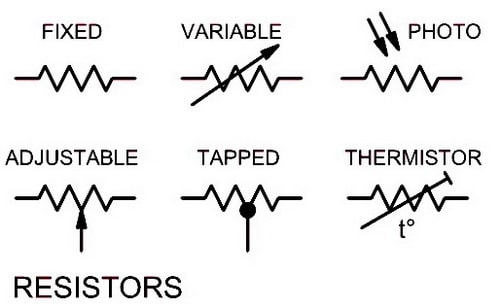 FIXED VARIABLE PHOTO
ADJUSTABLE TAPPED THERMISTOR
t°
RESISTORS